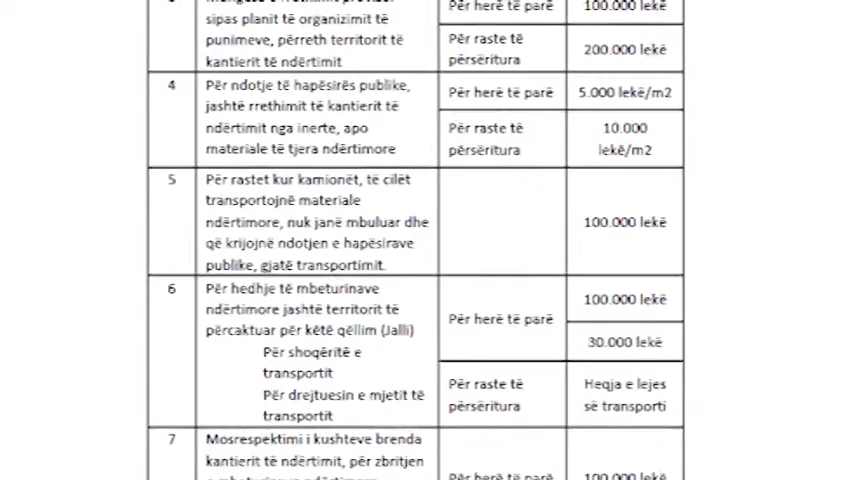 Për herë të parë
100.000 lekë
sipas planit të organizimit të
punimeve, përreth territorit të
kantierit të ndërtimit
Për raste të
përsëritura
200.000 lekë
4
Për ndotje të hapësirës publike,
jashtë rrethimit të kantierit të
ndërtimit nga inerte, apo
materiale të tjera ndërtimore
Për herë të parë
5.000 lekë/m2
Për raste të
përsëritura
10.000
lekë/m2
5
Për rastet kur kamionët, të cilët
transportojnë materiale
ndërtimore, nuk janë mbuluar dhe
që krijojnë ndotjen e hapësirave
publike, gjatë transportimit.
100.000 lekë
6
Për hedhje të mbeturinave
ndërtimore jashtë territorit të
përcaktuar për këtë qëllim (Jalli)
Për shoqëritë e
transportit
Për drejtuesin e mjetit të
transportit
Për herë të parë
100.000 lekë
30.000 lekë
Për raste të
përsëritura
Heqja e lejes
së transporti
7
Mosrespektimi i kushteve brenda
kantierit të ndërtimit, për zbritjen
Për herë të parë
100.000 lekë